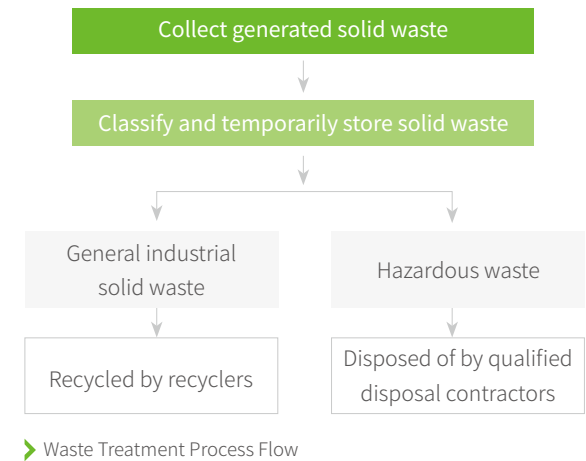 Collect generated solid waste
Classify and temporarily store solid waste
General industrial
solid waste
Hazardous waste
Recycled by recyclers
Disposed of by qualified
disposal contractors
Waste Treatment Process Flow